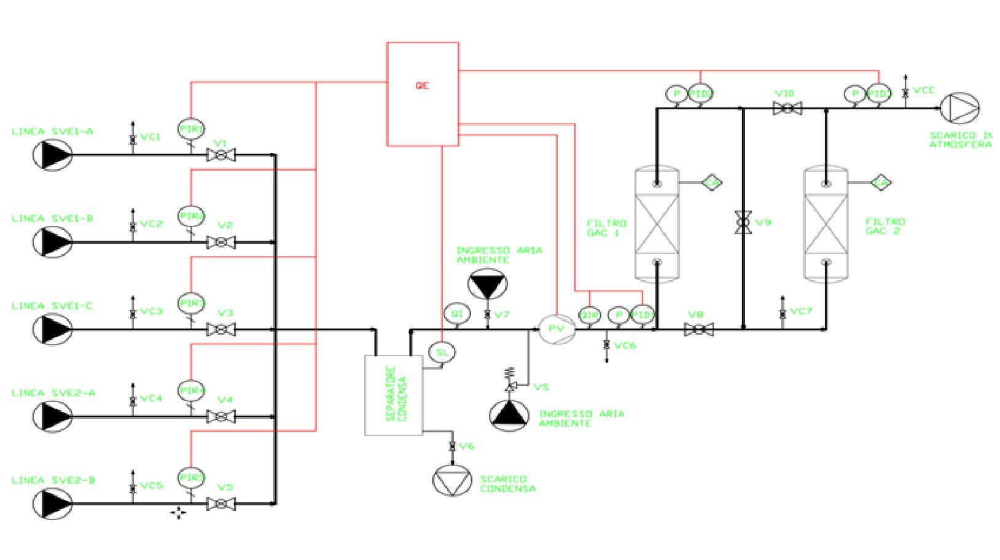 QE
P
PID2
V10
P
VCE
SCARICO IN
ATMOSFERA
LINEA SVE1-A
VC1
PIR1
V1
LINEA SVE1-B
VC2
PIR2
V2
LINEA SVE1-C
VC3
PIR3
V3
LINEA SVE2-A
VC4
PIR4
V4
LINEA SVE2-B
VC5
PIR5
V5
SEPARATORE
CONDENSA
SL
V6
SCARICO
CONDENSA
QI
INGRESSO ARIA
AMBIENTE
V7
VS
INGRESSO ARIA
AMBIENTE
PV
QIR
P
PID1
VC6
V8
FILTRO
GAC 1
CA
V9
VC7
FILTRO
GAC 2
CA